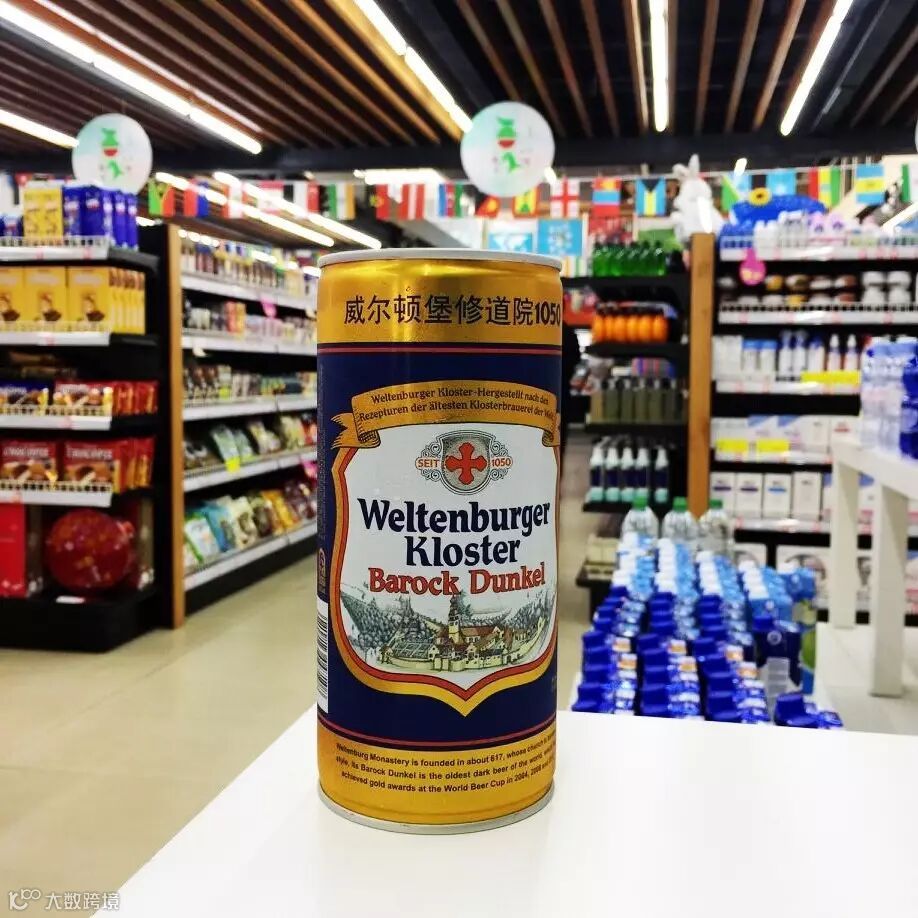 威尔顿堡修道院1050
Weltenburger Kloster-Hergestellt nach den
Rezepturen der ältesten Klosterbrauerei der Welt
SEIT 1050
Weltenburger
Kloster
Barock Dunkel
Weltenburg Monastery is founded in about 617, whose church is
style. Its Barock Dunkel is the oldest dark beer of the world,
achieved gold awards at the World Beer Cup in 2004, 2008
大数跨境